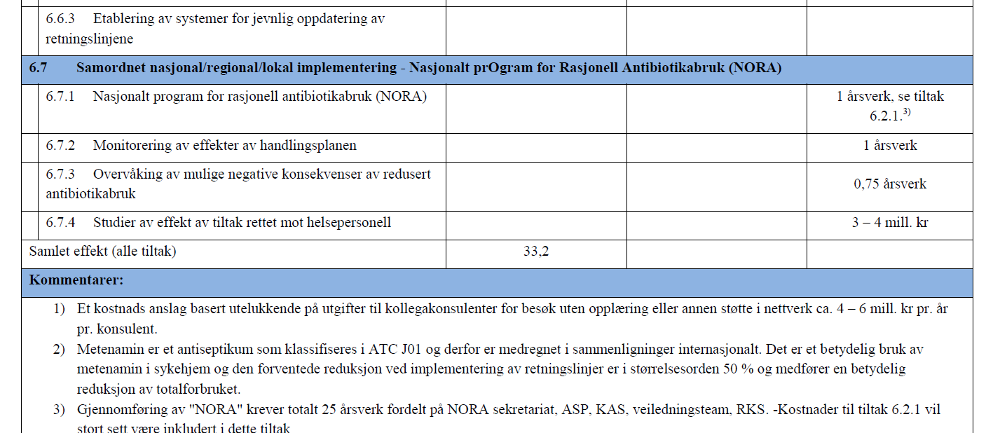 6.6.3 Etablering av systemer for jevnlig oppdatering av
retningslinjene
6.7 Samordnet nasjonal/regional/lokal implementering - Nasjonalt prOgram for Rasjonell Antibiotikabruk (NORA)
6.7.1 Nasjonalt program for rasjonell antibiotikabruk (NORA)
1 årsverk, se tiltak
6.2.1.3)
6.7.2 Monitorering av effekter av handlingsplanen
1 årsverk
6.7.3 Overvåking av mulige negative konsekvenser av redusert
antibiotikabruk
0,75 årsverk
6.7.4 Studier av effekt av tiltak rettet mot helsepersonell
3 – 4 mill. kr
Samlet effekt (alle tiltak)
33,2
Kommentarer:
1) Et kostnads anslag basert utelukkende på utgifter til kollegakonsulenter for besøk uten opplæring eller annen støtte i nettverk ca. 4 – 6 mill. kr pr. år
pr. konsulent.
2) Metenamin er et antiseptikum som klassifiseres i ATC J01 og derfor er medregnet i sammenligninger internasjonalt. Det er et betydelig bruk av
metenamin i sykehjem og den forventede reduksjon ved implementering av retningslinjer er i størrelsesorden 50 % og medfører en betydelig
reduksjon av totalforbruket.
3) Gjennomføring av "NORA" krever totalt 25 årsverk fordelt på NORA sekretariat, ASP, KAS, veiledningsteam, RKS. -Kostnader til tiltak 6.2.1 vil
stort sett være inkludert i dette tiltak